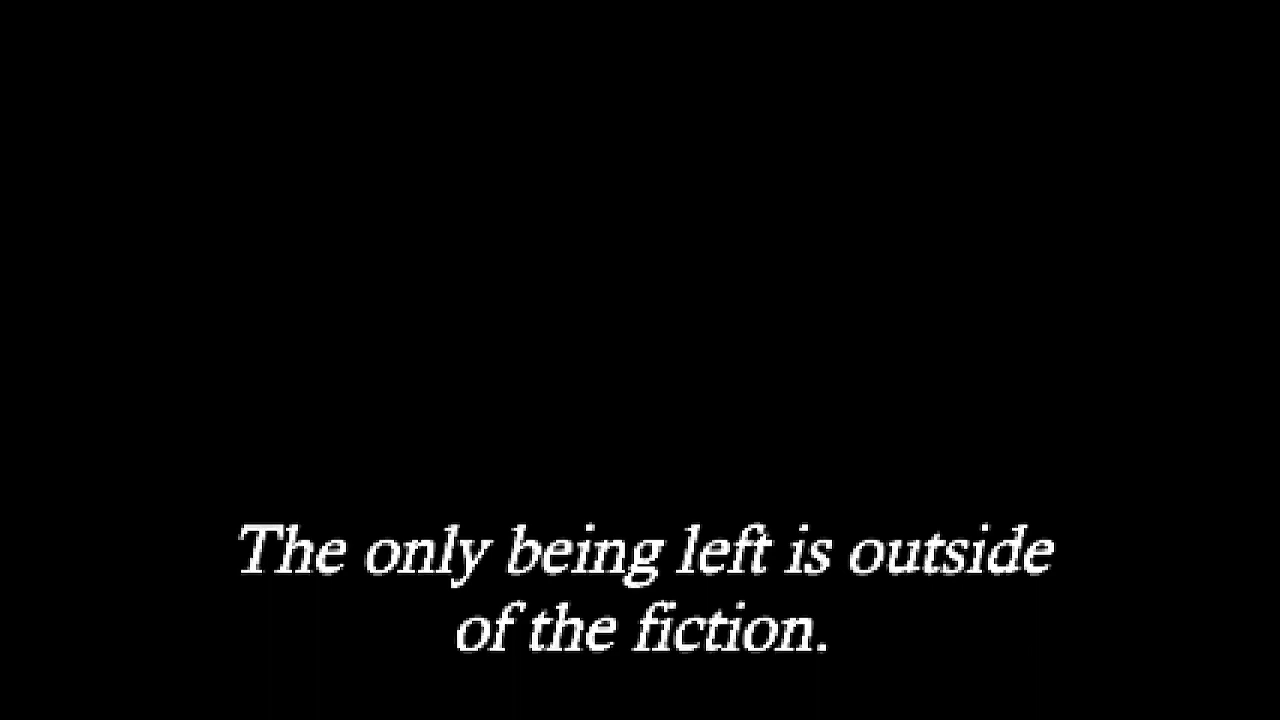 The only being left is outside
of the fiction.